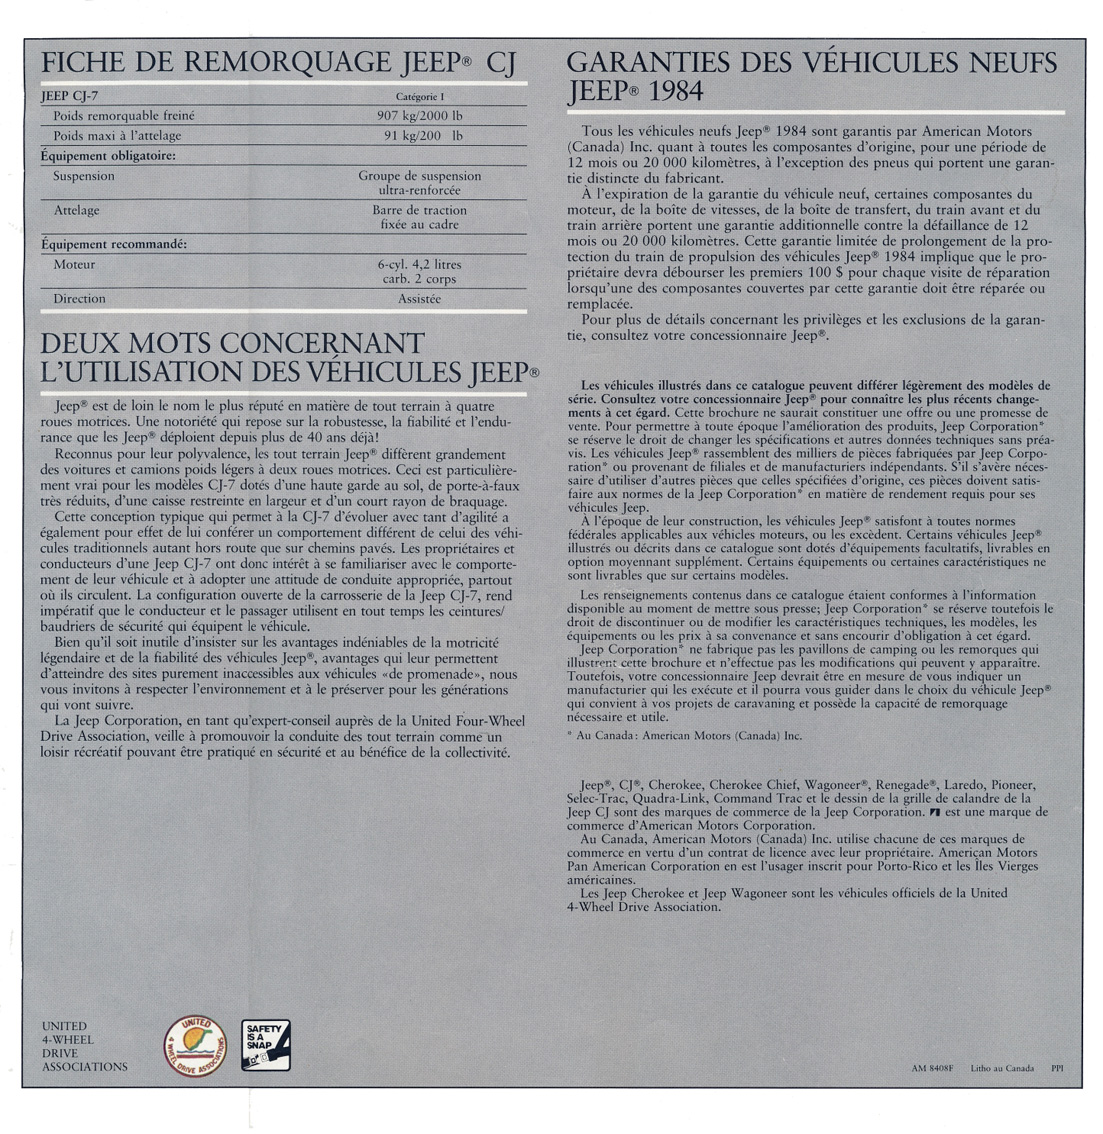 FICHE DE REMORQUAGE JEEP® CJ
JEEP CJ-7 Catégorie I
Poids remorquable freiné 907 kg/2000 lb
Poids maxi à l'attelage 91 kg/200 lb
Équipement obligatoire:
Suspension Groupe de suspension
ultra-renforcée
Attelage Barre de traction
fixée au cadre
Équipement recommandé:
Moteur 6-cyl. 4,2 litres
carb. 2 corps
Direction Assistée
DEUX MOTS CONCERNANT
L'UTILISATION DES VÉHICULES JEEP®
Jeep® est de loin le nom le plus réputé en matière de tout terrain à quatre
roues motrices. Une notoriété qui repose sur la robustesse, la fiabilité et l'endu-
rance que les Jeep® déploient depuis plus de 40 ans déjà!
Reconnus pour leur polyvalence, les tout terrain Jeep® diffèrent grandement
des voitures et camions poids légers à deux roues motrices. Ceci est particulière-
ment vrai pour les modèles CJ-7 dotés d'une haute garde au sol, de porte-à-faux
très réduits, d'une caisse restreinte en largeur et d'un court rayon de braquage.
Cette conception typique qui permet à la CJ-7 d'évoluer avec tant d'agilité a
également pour effet de lui conférer un comportement différent de celui des véhi-
cules traditionnels autant hors route que sur chemins pavés. Les propriétaires et
conducteurs d'une Jeep CJ-7 ont donc intérêt à se familiariser avec le comporte-
ment de leur véhicule et à adopter une attitude de conduite appropriée, partout
où ils circulent. La configuration ouverte de la carrosserie de la Jeep CJ-7, rend
impératif que le conducteur et le passager utilisent en tout temps les ceintures/
baudriers de sécurité qui équipent le véhicule.
Bien qu'il soit inutile d'insister sur les avantages indéniables de la motricité
légendaire et de la fiabilité des véhicules Jeep®, avantages qui leur permettent
d'atteindre des sites purement inaccessibles aux véhicules «de promenade», nous
vous invitons à respecter l'environnement et à le préserver pour les générations
qui vont suivre.
La Jeep Corporation, en tant qu'expert-conseil auprès de la United Four-Wheel
Drive Association, veille à promouvoir la conduite des tout terrain comme un
loisir récréatif pouvant être pratiqué en sécurité et au bénéfice de la collectivité.
UNITED
4-WHEEL
DRIVE
ASSOCIATIONS
UNITED
4 WHEEL DRIVE ASSOCIATIONS
SAFETY
IS A
SNAP
GARANTIES DES VÉHICULES NEUFS
JEEP® 1984
Tous les véhicules neufs Jeep® 1984 sont garantis par American Motors
(Canada) Inc. quant à toutes les composantes d'origine, pour une période de
12 mois ou 20 000 kilomètres, à l'exception des pneus qui portent une garan-
tie distincte du fabricant.
À l'expiration de la garantie du véhicule neuf, certaines composantes du
moteur, de la boîte de vitesses, de la boîte de transfert, du train avant et du
train arrière portent une garantie additionnelle contre la défaillance de 12
mois ou 20 000 kilomètres. Cette garantie limitée de prolongement de la pro-
tection du train de propulsion des véhicules Jeep® 1984 implique que le pro-
priétaire devra débourser les premiers 100 $ pour chaque visite de réparation
lorsqu'une des composantes couvertes par cette garantie doit être réparée ou
remplacée.
Pour plus de détails concernant les privilèges et les exclusions de la garan-
tie, consultez votre concessionnaire Jeep®.
Les véhicules illustrés dans ce catalogue peuvent différer légèrement des modèles de
série. Consultez votre concessionnaire Jeep® pour connaître les plus récents change-
ments à cet égard. Cette brochure ne saurait constituer une offre ou une promesse de
vente. Pour permettre à toute époque l'amélioration des produits, Jeep Corporation*
se réserve le droit de changer les spécifications et autres données techniques sans préa-
vis. Les véhicules Jeep® rassemblent des milliers de pièces fabriquées par Jeep Corpo-
ration* ou provenant de filiales et de manufacturiers indépendants. S'il s'avère néces-
saire d'utiliser d'autres pièces que celles spécifiées d'origine, ces pièces doivent satis-
faire aux normes de la Jeep Corporation* en matière de rendement requis pour ses
véhicules Jeep.
À l'époque de leur construction, les véhicules Jeep® satisfont à toutes normes
fédérales applicables aux véhicles moteurs, ou les excèdent. Certains véhicules Jeep®
illustrés ou décrits dans ce catalogue sont dotés d'équipements facultatifs, livrables en
option moyennant supplément. Certains équipements ou certaines caractéristiques ne
sont livrables que sur certains modèles.
Les renseignements contenus dans ce catalogue étaient conformes à l'information
disponible au moment de mettre sous presse; Jeep Corporation* se réserve toutefois le
droit de discontinuer ou de modifier les caractéristiques techniques, les modèles, les
équipements ou les prix à sa convenance et sans encourir d'obligation à cet égard.
Jeep Corporation* ne fabrique pas les pavillons de camping ou les remorques qui
illustrent cette brochure et n'effectue pas les modifications qui peuvent y apparaître.
Toutefois, votre concessionnaire Jeep devrait être en mesure de vous indiquer un
manufacturier qui les exécute et il pourra vous guider dans le choix du véhicule Jeep®
qui convient à vos projets de caravaning et possède la capacité de remorquage
nécessaire et utile.
* Au Canada: American Motors (Canada) Inc.
Jeep®, CJ®, Cherokee, Cherokee Chief, Wagoneer®, Renegade®, Laredo, Pioneer,
Selec-Trac, Quadra-Link, Command Trac et le dessin de la grille de calandre de la
Jeep CJ sont des marques de commerce de la Jeep Corporation. est une marque de
commerce d'American Motors Corporation.
Au Canada, American Motors (Canada) Inc. utilise chacune de ces marques de
commerce en vertu d'un contrat de licence avec leur propriétaire. American Motors
Pan American Corporation en est l'usager inscrit pour Porto-Rico et les Îles Vierges
américaines.
Les Jeep Cherokee et Jeep Wagoneer sont les véhicules officiels de la United
4-Wheel Drive Association.
AM 8408F Litho au Canada PPI